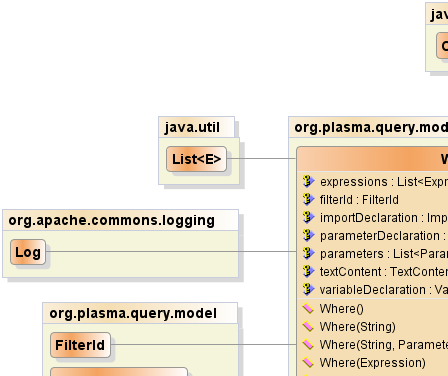 jav
C
java.util
List<E>
org.apache.commons.logging
Log
org.plasma.query.model
FilterId
org.plasma.query.mod
W
expressions : List<Expr
filterId : FilterId
importDeclaration : Imp
parameterDeclaration :
parameters : List<Para
textContent : TextConte
variableDeclaration : Va
Where()
Where(String)
Where(String, Paramete
Where(Expression)